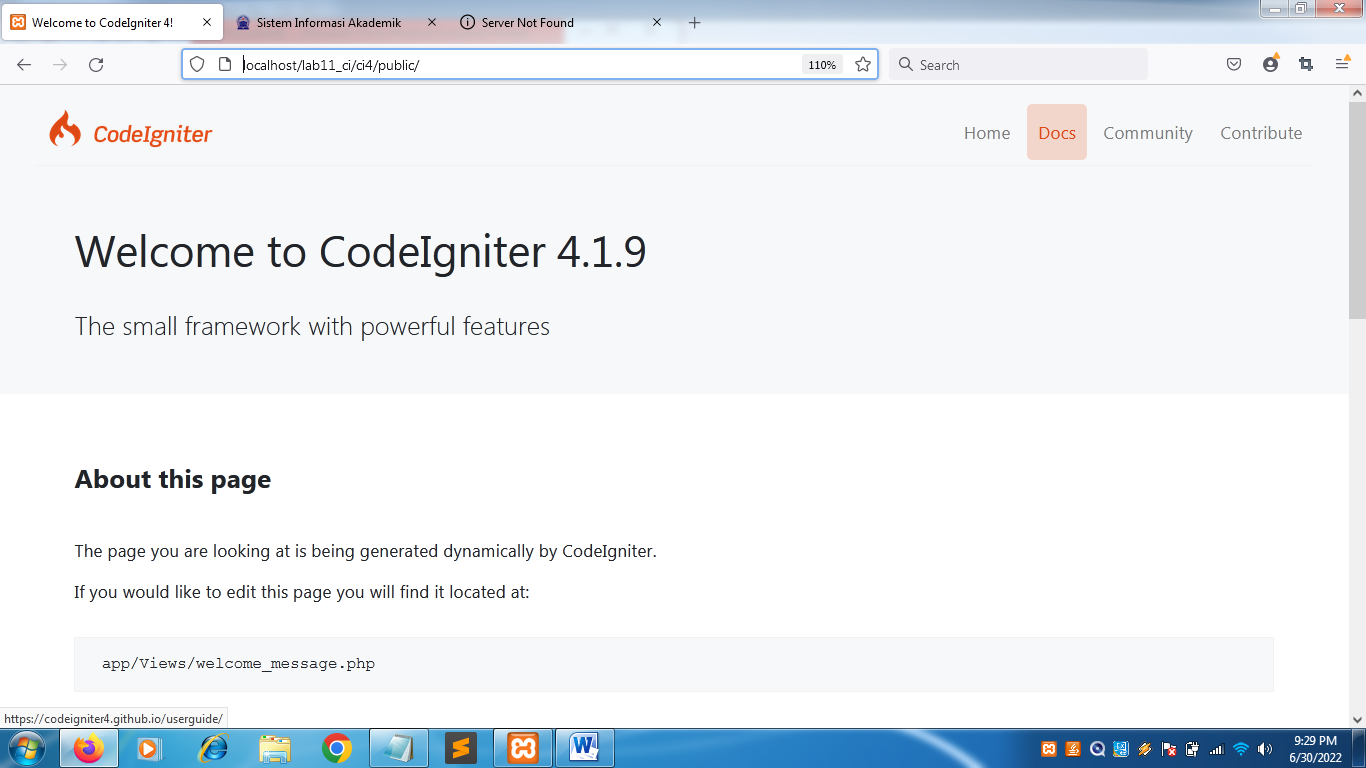 Welcome to CodeIgniter 4!
Sistem Informasi Akademik
Server Not Found
localhost/lab11_ci/ci4/public/
110%
Search
CodeIgniter
Home
Docs
Community
Contribute
Welcome to CodeIgniter 4.1.9
The small framework with powerful features
About this page
The page you are looking at is being generated dynamically by CodeIgniter.
If you would like to edit this page you will find it located at:
app/Views/welcome_message.php
https://codeigniter4.github.io/userguide/
9:29 PM
6/30/2022